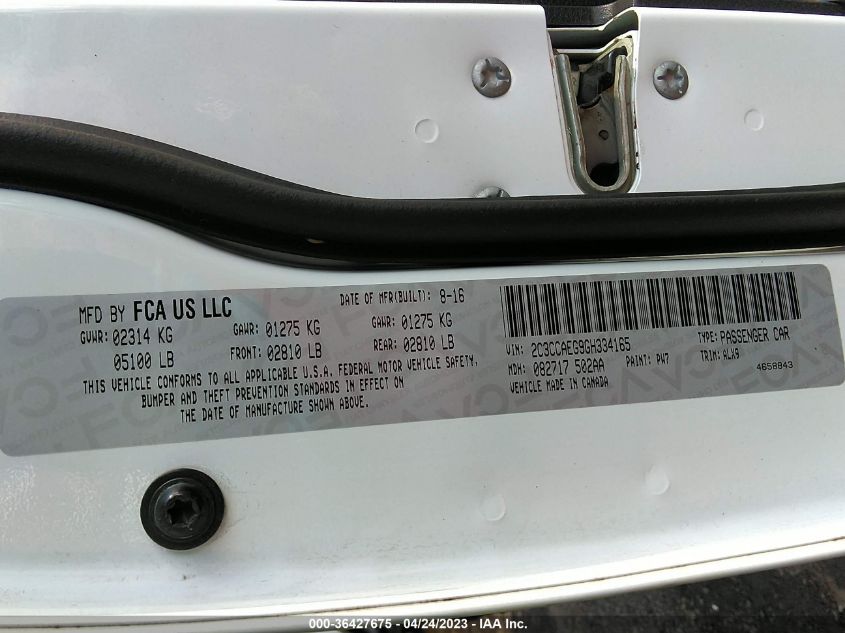 MFD BY FCA US LLC
DATE OF MFR(BUILT): 8-16
GVWR: 02314 KG
GAWR: 01275 KG
GAWR: 01275 KG
05100 LB
FRONT: 02810 LB
REAR: 02810 LB
THIS VEHICLE CONFORMS TO ALL APPLICABLE U.S.A. FEDERAL MOTOR VEHICLE SAFETY,
BUMPER AND THEFT PREVENTION STANDARDS IN EFFECT ON
THE DATE OF MANUFACTURE SHOWN ABOVE.
VIN: 2C3CCAEG9GH334165
TYPE: PASSENGER CAR
MDH: 082717 502AA
PAINT: PW7
TRIM: ALX9
VEHICLE MADE IN CANADA
4658843
000-36427675 - 04/24/2023 - IAA Inc.